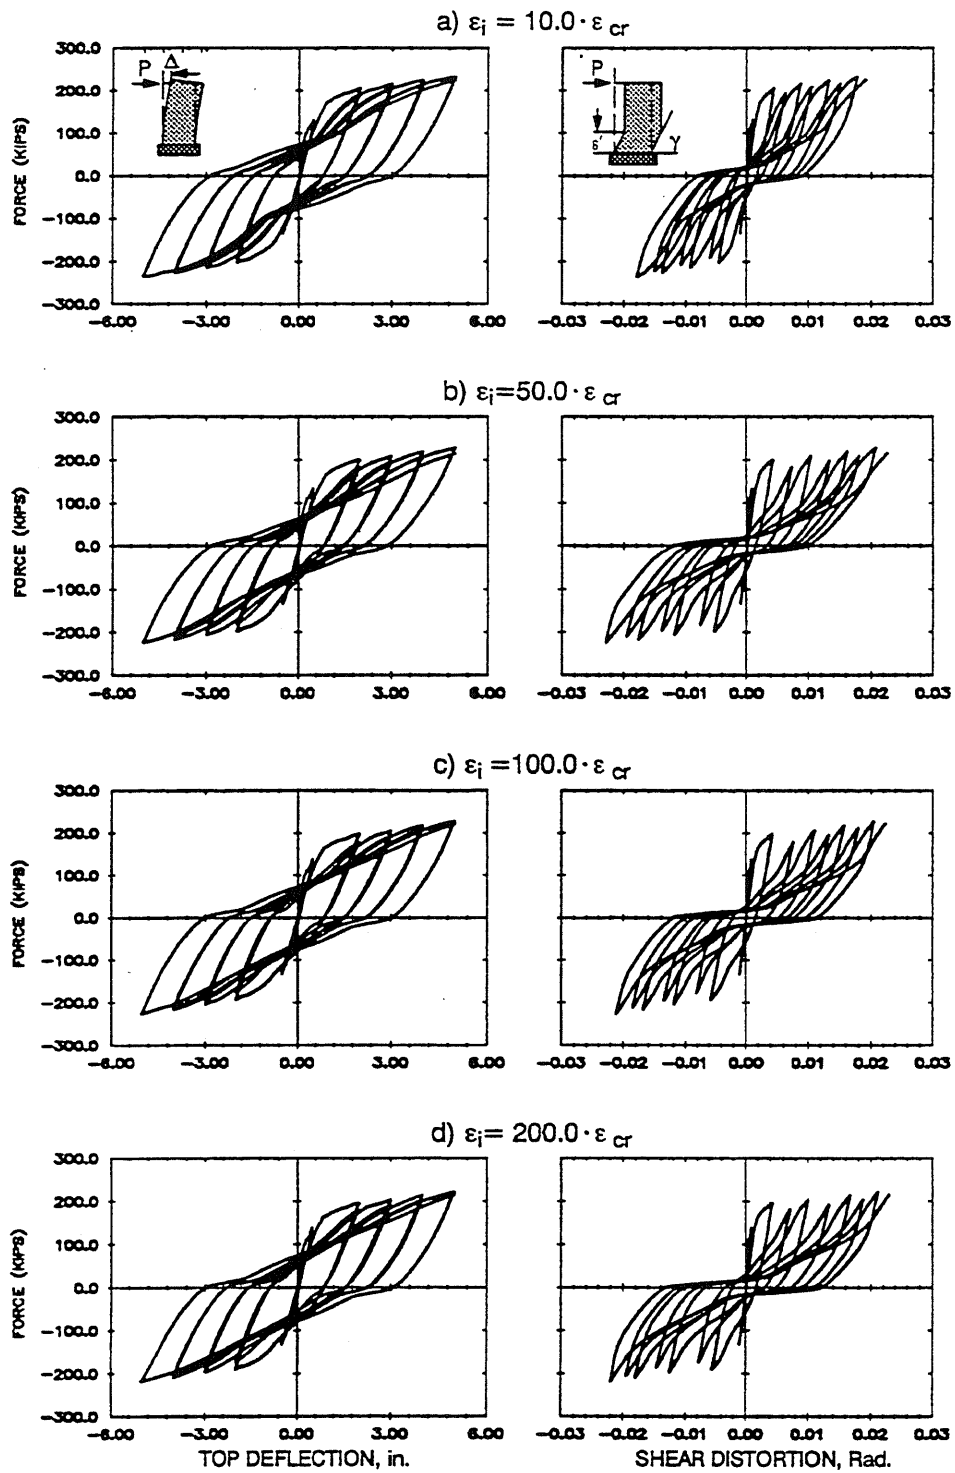 a) εᵢ = 10.0 · ε cr
300.0
200.0
100.0
0.0
−100.0
−200.0
−300.0
FORCE (KIPS)
P
Δ
−6.00 −3.00 0.00 3.00 6.00
P
γ
−0.03 −0.02 −0.01 0.00 0.01 0.02 0.03
b) εᵢ=50.0 · ε cr
300.0
200.0
100.0
0.0
−100.0
−200.0
−300.0
FORCE (KIPS)
−6.00 −3.00 0.00 3.00 6.00
−0.03 −0.02 −0.01 0.00 0.01 0.02 0.03
c) εᵢ =100.0 · ε cr
300.0
200.0
100.0
0.0
−100.0
−200.0
−300.0
FORCE (KIPS)
−6.00 −3.00 0.00 3.00 6.00
−0.03 −0.02 −0.01 0.00 0.01 0.02 0.03
d) εᵢ= 200.0 · ε cr
300.0
200.0
100.0
0.0
−100.0
−200.0
−300.0
FORCE (KIPS)
−6.00 −3.00 0.00 3.00 6.00
−0.03 −0.02 −0.01 0.00 0.01 0.02 0.03
TOP DEFLECTION, in.
SHEAR DISTORTION, Rad.